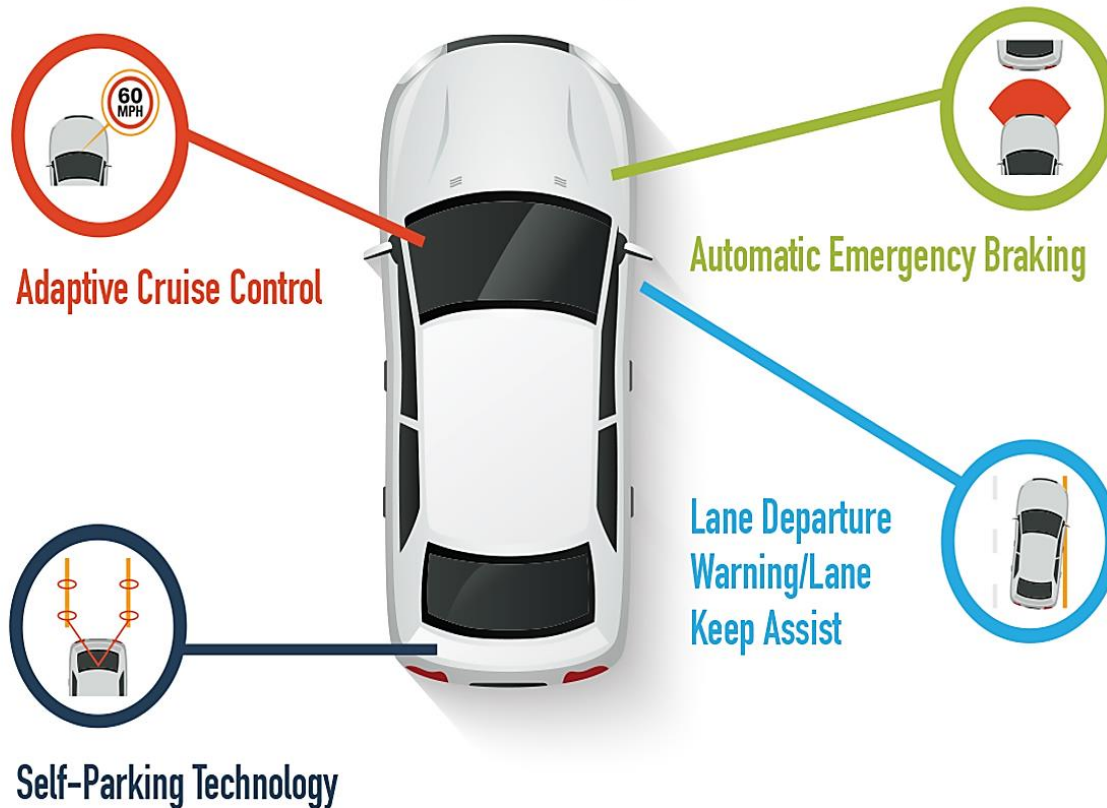 60
MPH
Adaptive Cruise Control
Automatic Emergency Braking
Lane Departure
Warning/Lane
Keep Assist
Self-Parking Technology